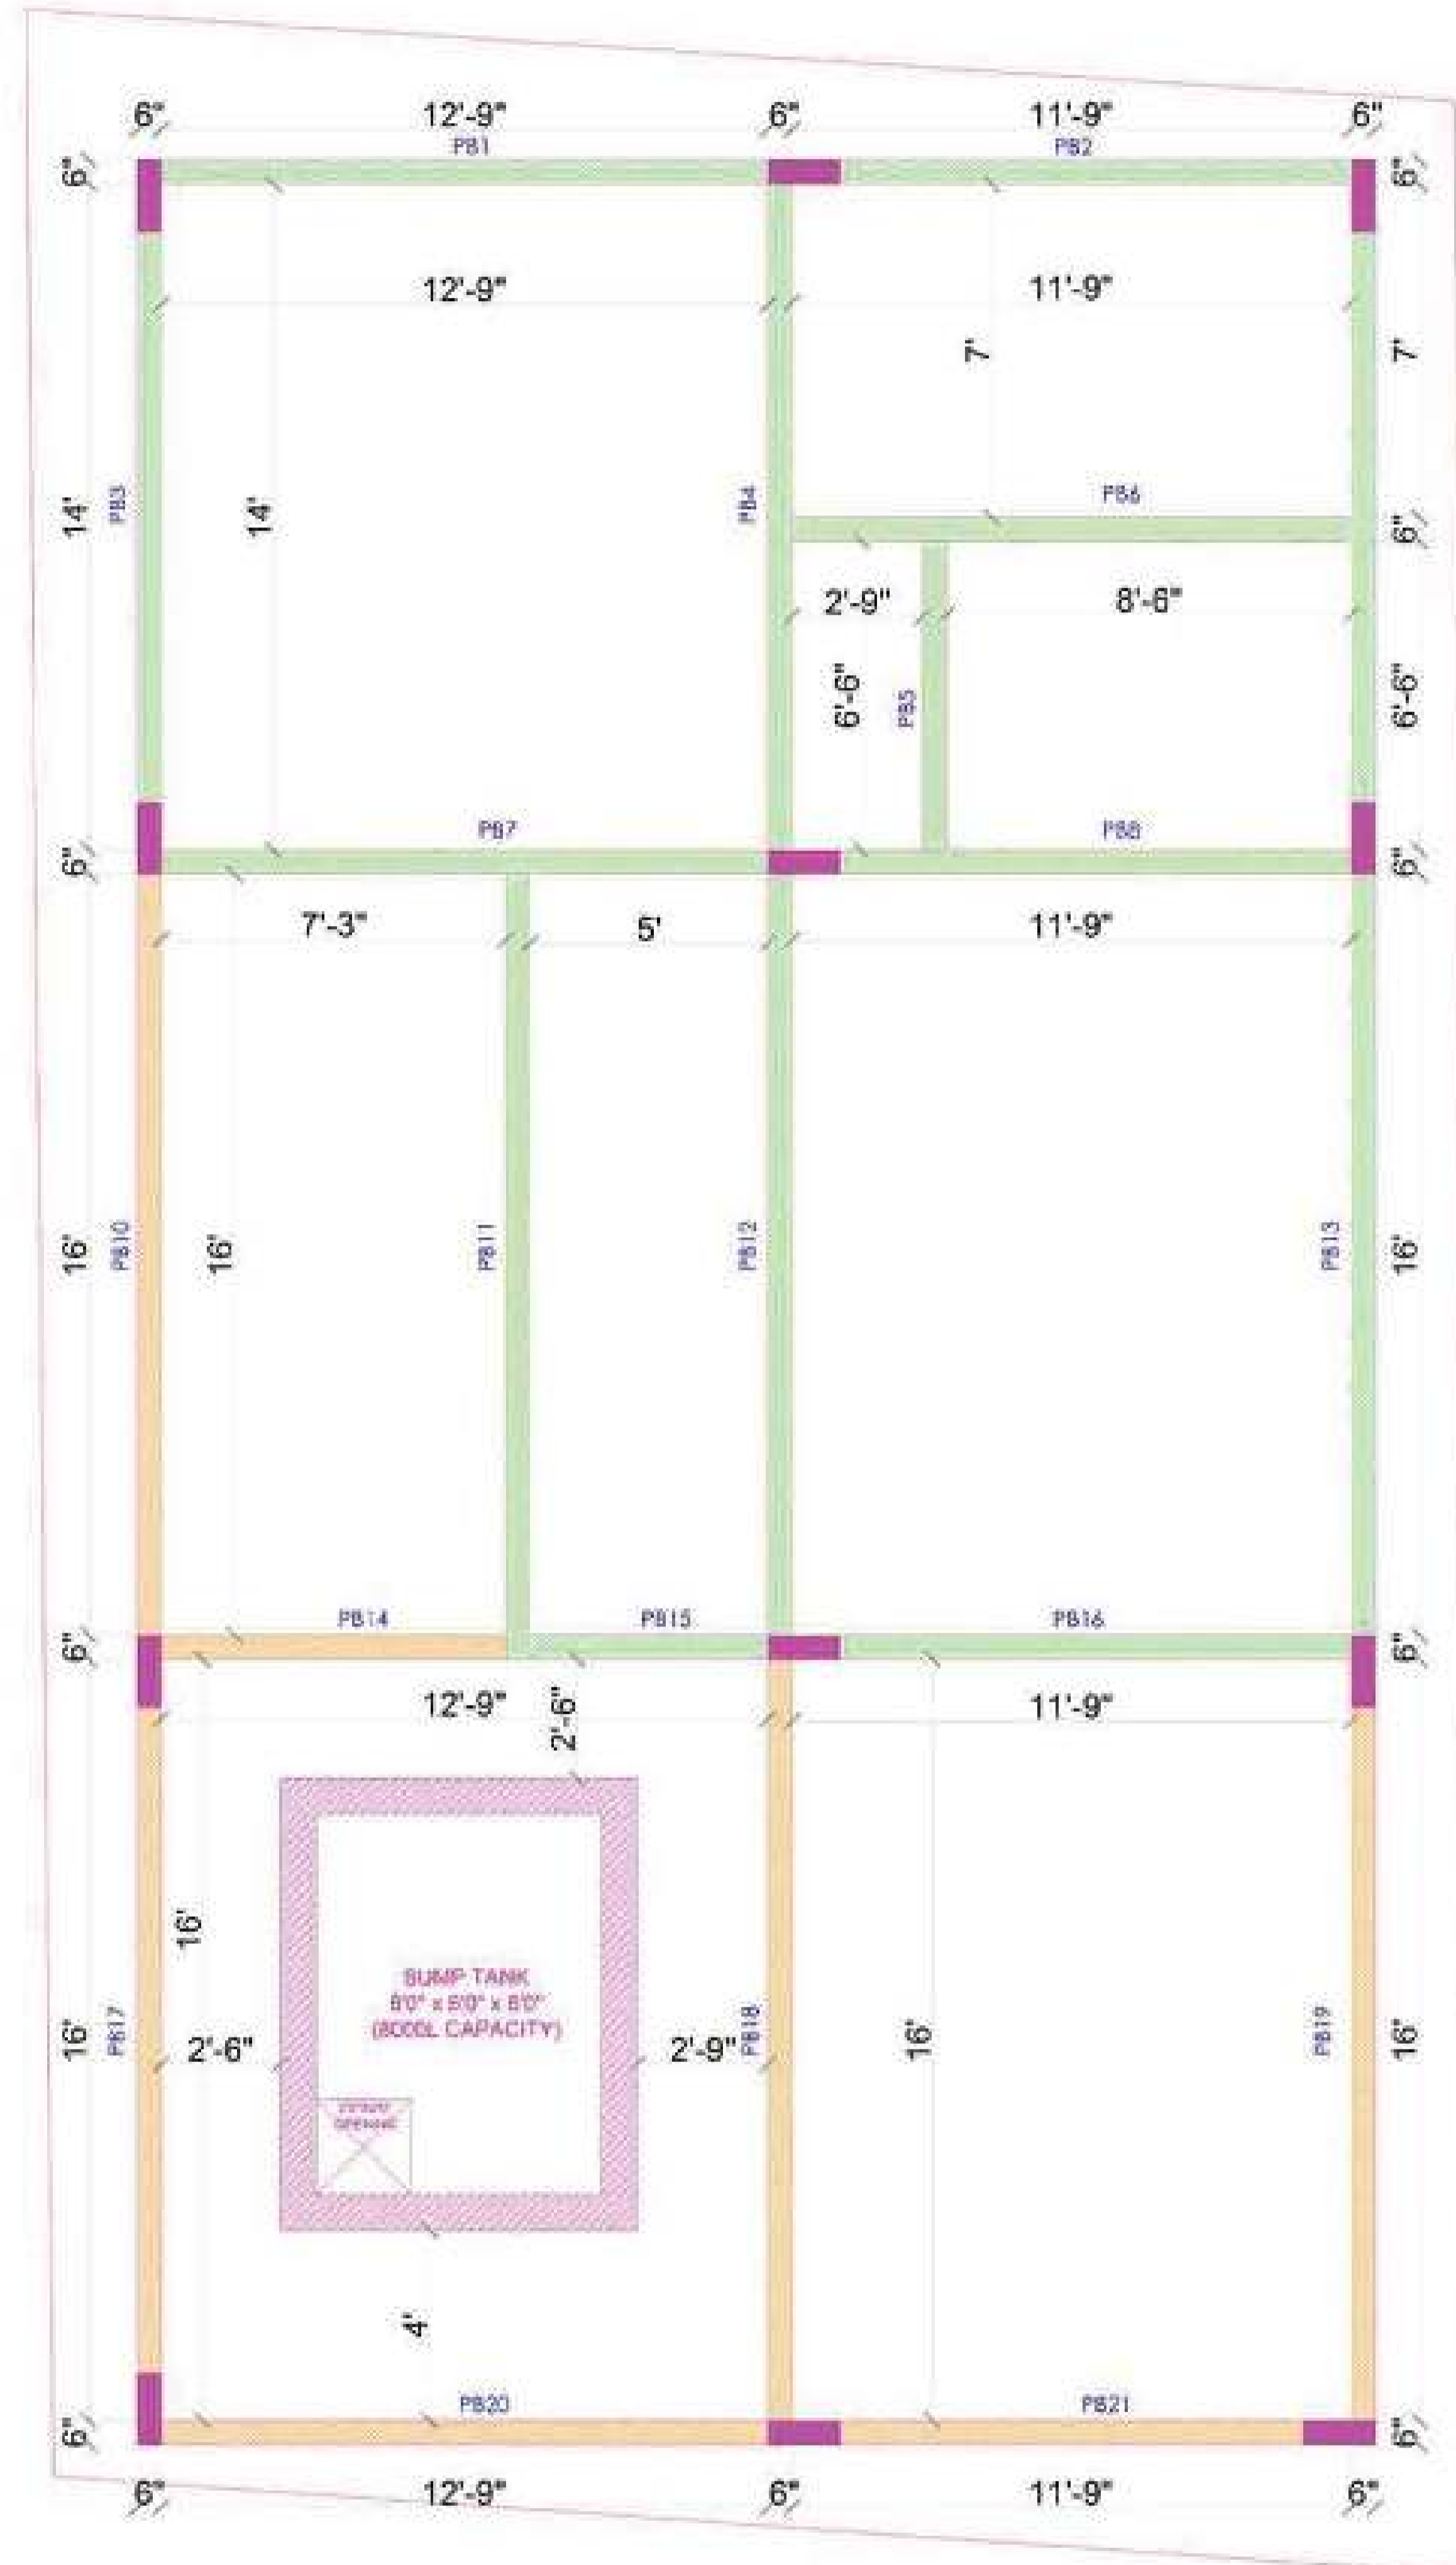 6" 12'-9" 6" 11'-9" 6"
PB1 PB2
6" 6"
12'-9" 11'-9"
7' 7'
14' PB3 14' PB4 PB6 6"
2'-9" 8'-6"
6'-6" PB5 6'-6"
PB7 PB8
6" 6"
7'-3" 5' 11'-9"
16' PB10 16' PB11 PB12 PB13 16'
PB14 PB15 PB16
6" 6"
12'-9" 2'-6" 11'-9"
16'
SUMP TANK
(8000L CAPACITY)
16' PB17 2'-6" 2'-9" PB18 16' PB19 16'
OPENING
4'
PB20 PB21
6" 6"
6" 12'-9" 6" 11'-9" 6"